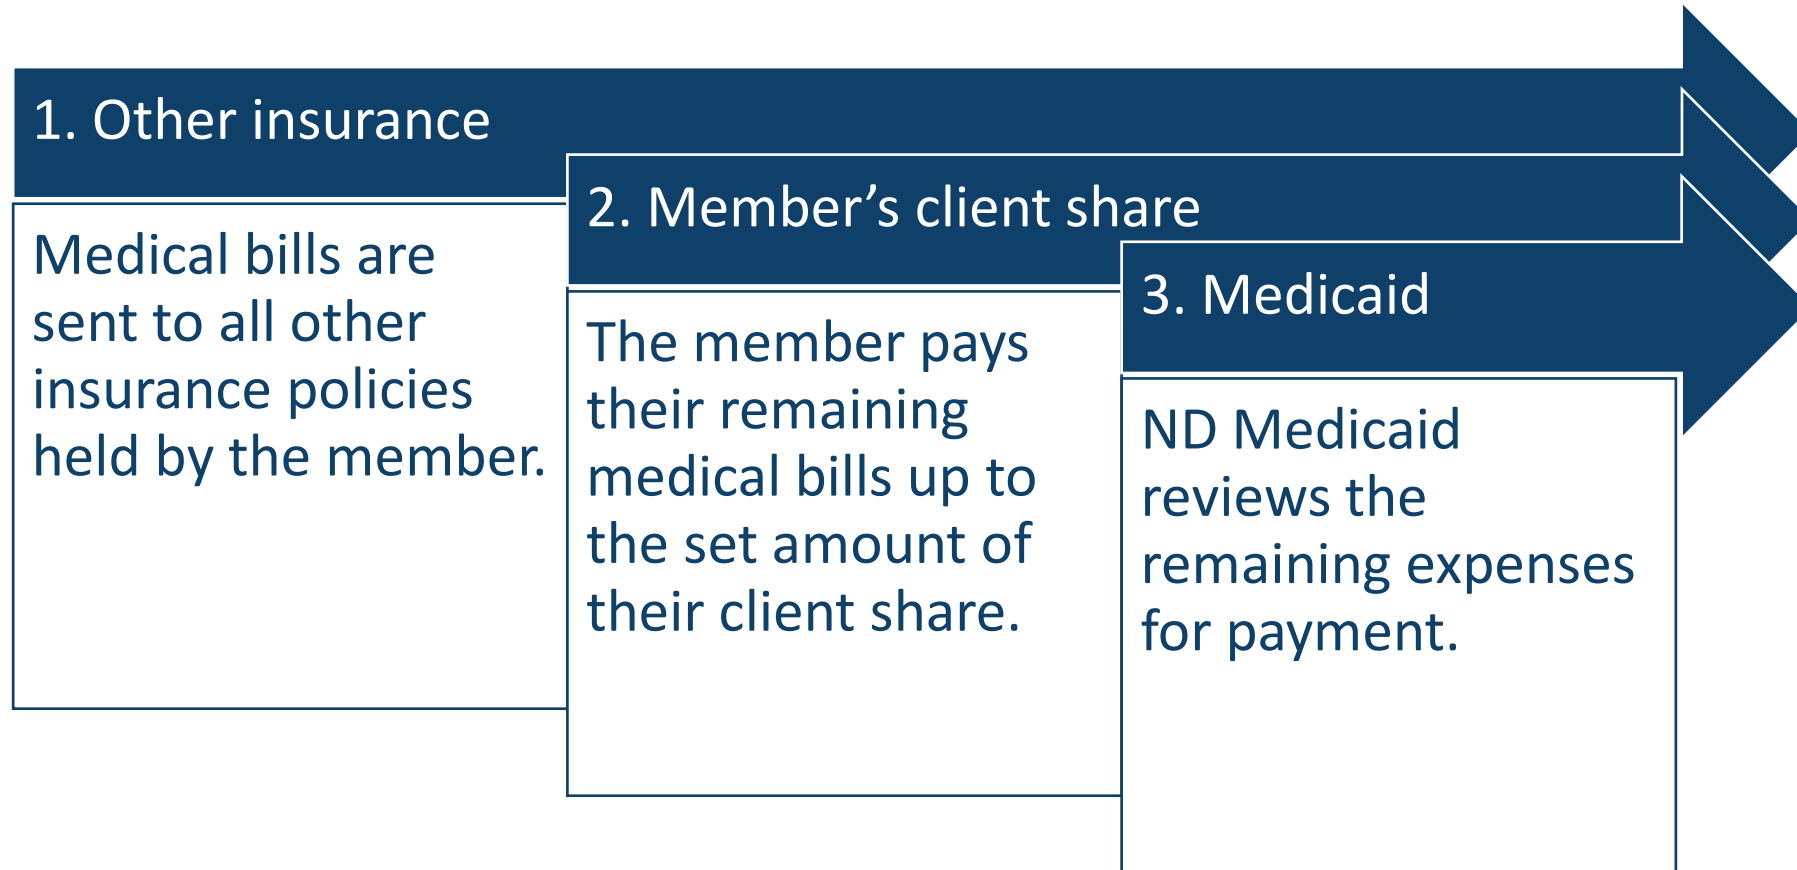 1. Other insurance
Medical bills are
sent to all other
insurance policies
held by the member.
2. Member’s client share
The member pays
their remaining
medical bills up to
the set amount of
their client share.
3. Medicaid
ND Medicaid
reviews the
remaining expenses
for payment.